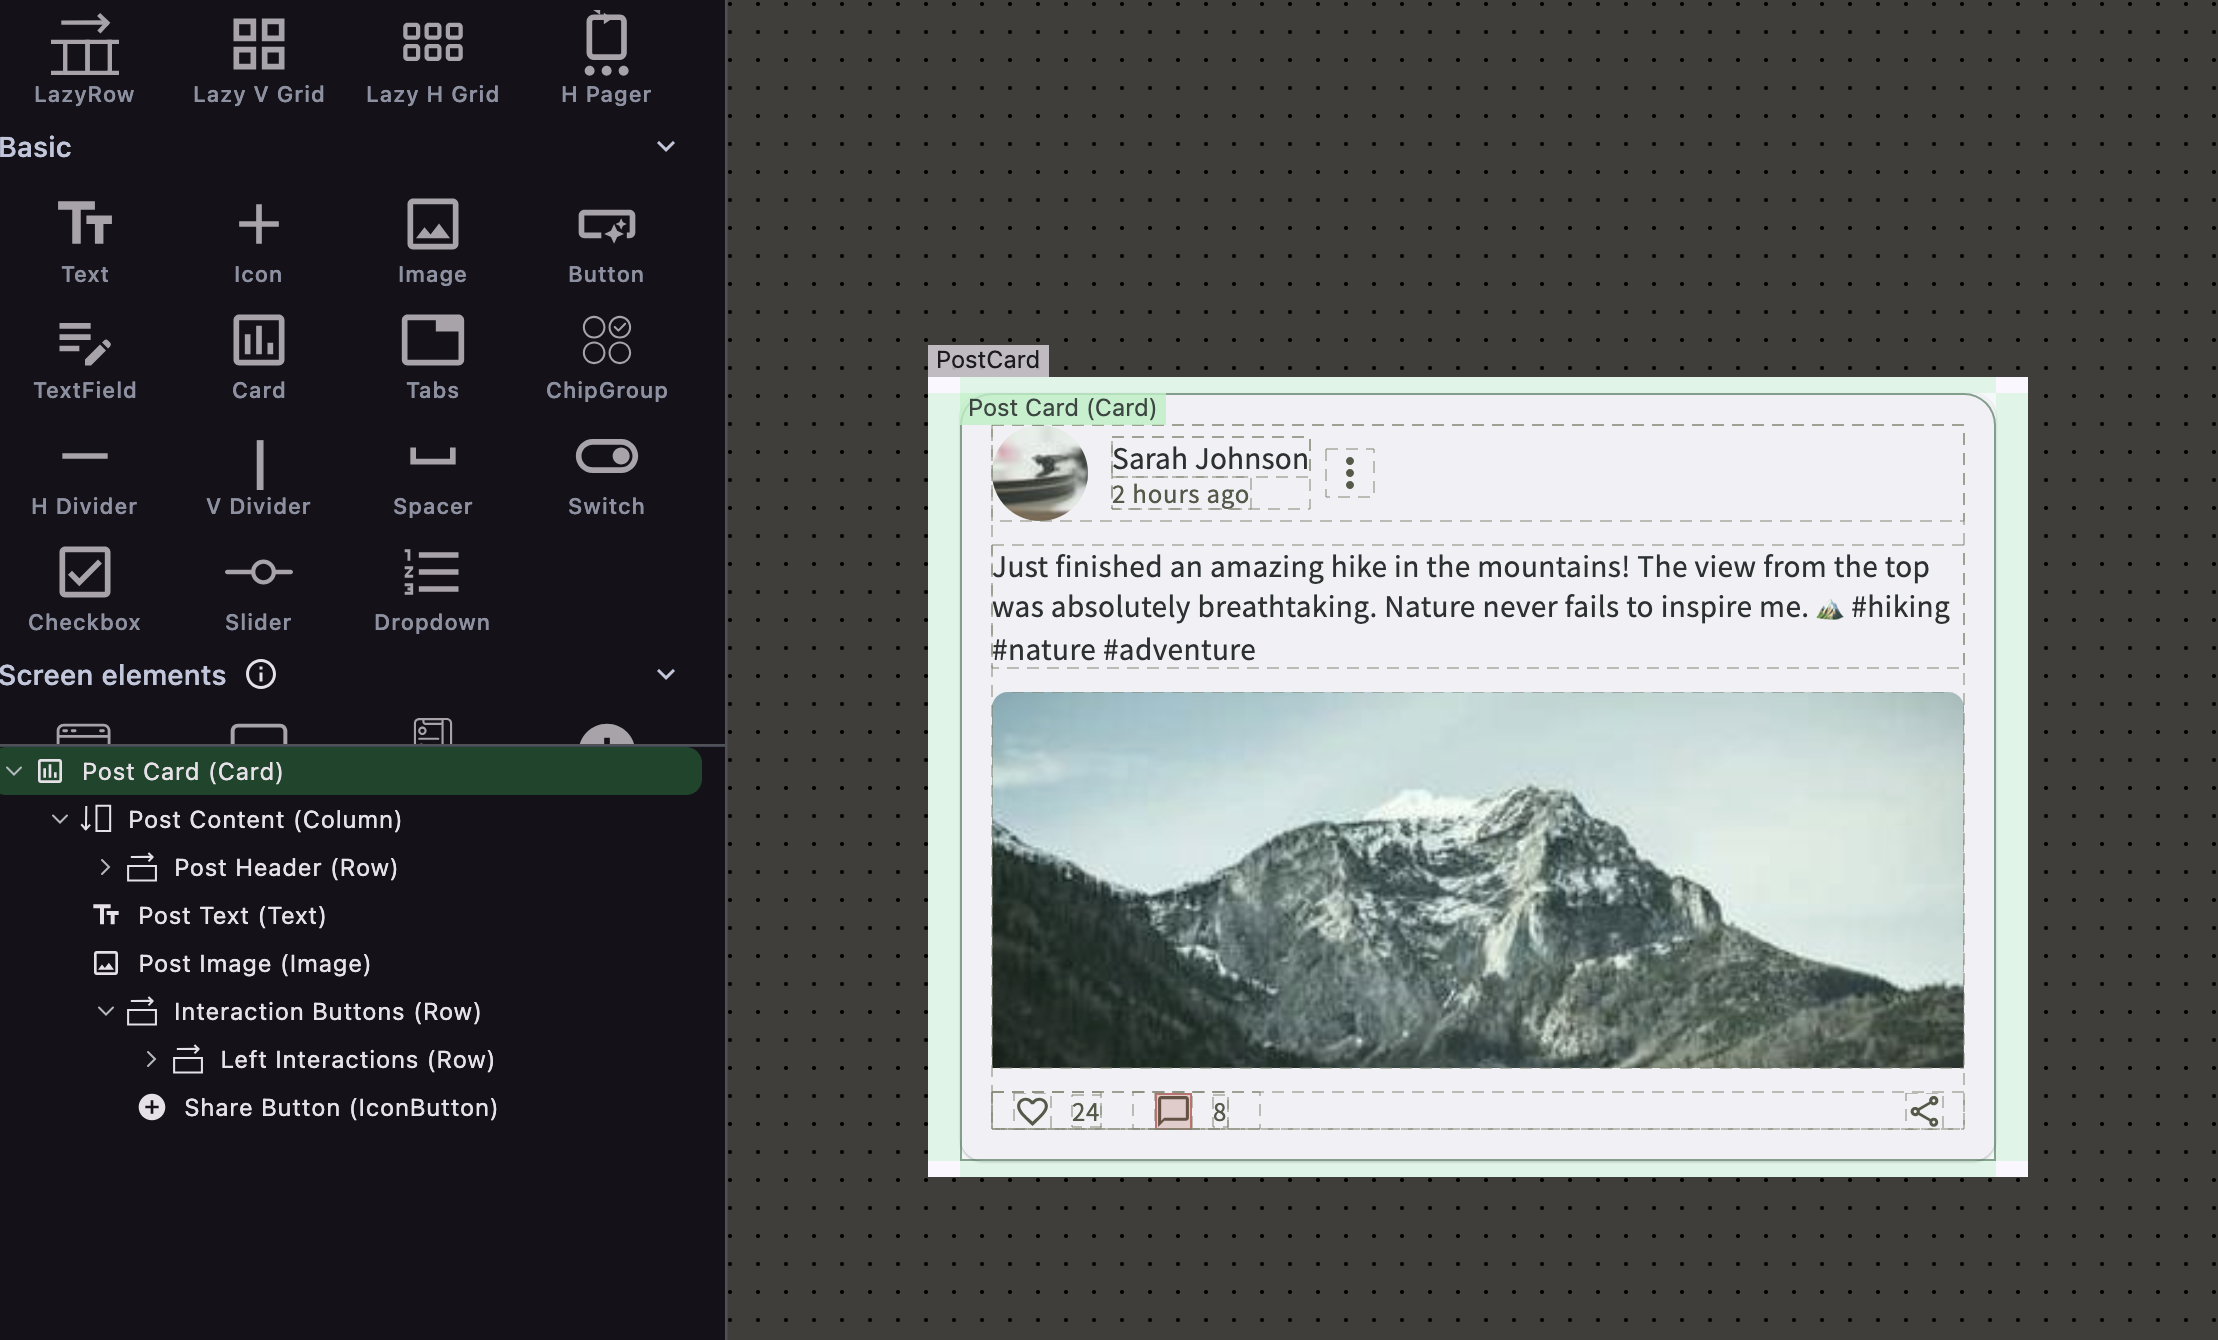 LazyRow
Lazy V Grid
Lazy H Grid
H Pager
Basic
Text
Icon
Image
Button
TextField
Card
Tabs
ChipGroup
H Divider
V Divider
Spacer
Switch
Checkbox
Slider
Dropdown
Screen elements
Post Card (Card)
Post Content (Column)
Post Header (Row)
Post Text (Text)
Post Image (Image)
Interaction Buttons (Row)
Left Interactions (Row)
Share Button (IconButton)
PostCard
Post Card (Card)
Sarah Johnson
2 hours ago
Just finished an amazing hike in the mountains! The view from the top
was absolutely breathtaking. Nature never fails to inspire me. 🏔️ #hiking
#nature #adventure
24
8